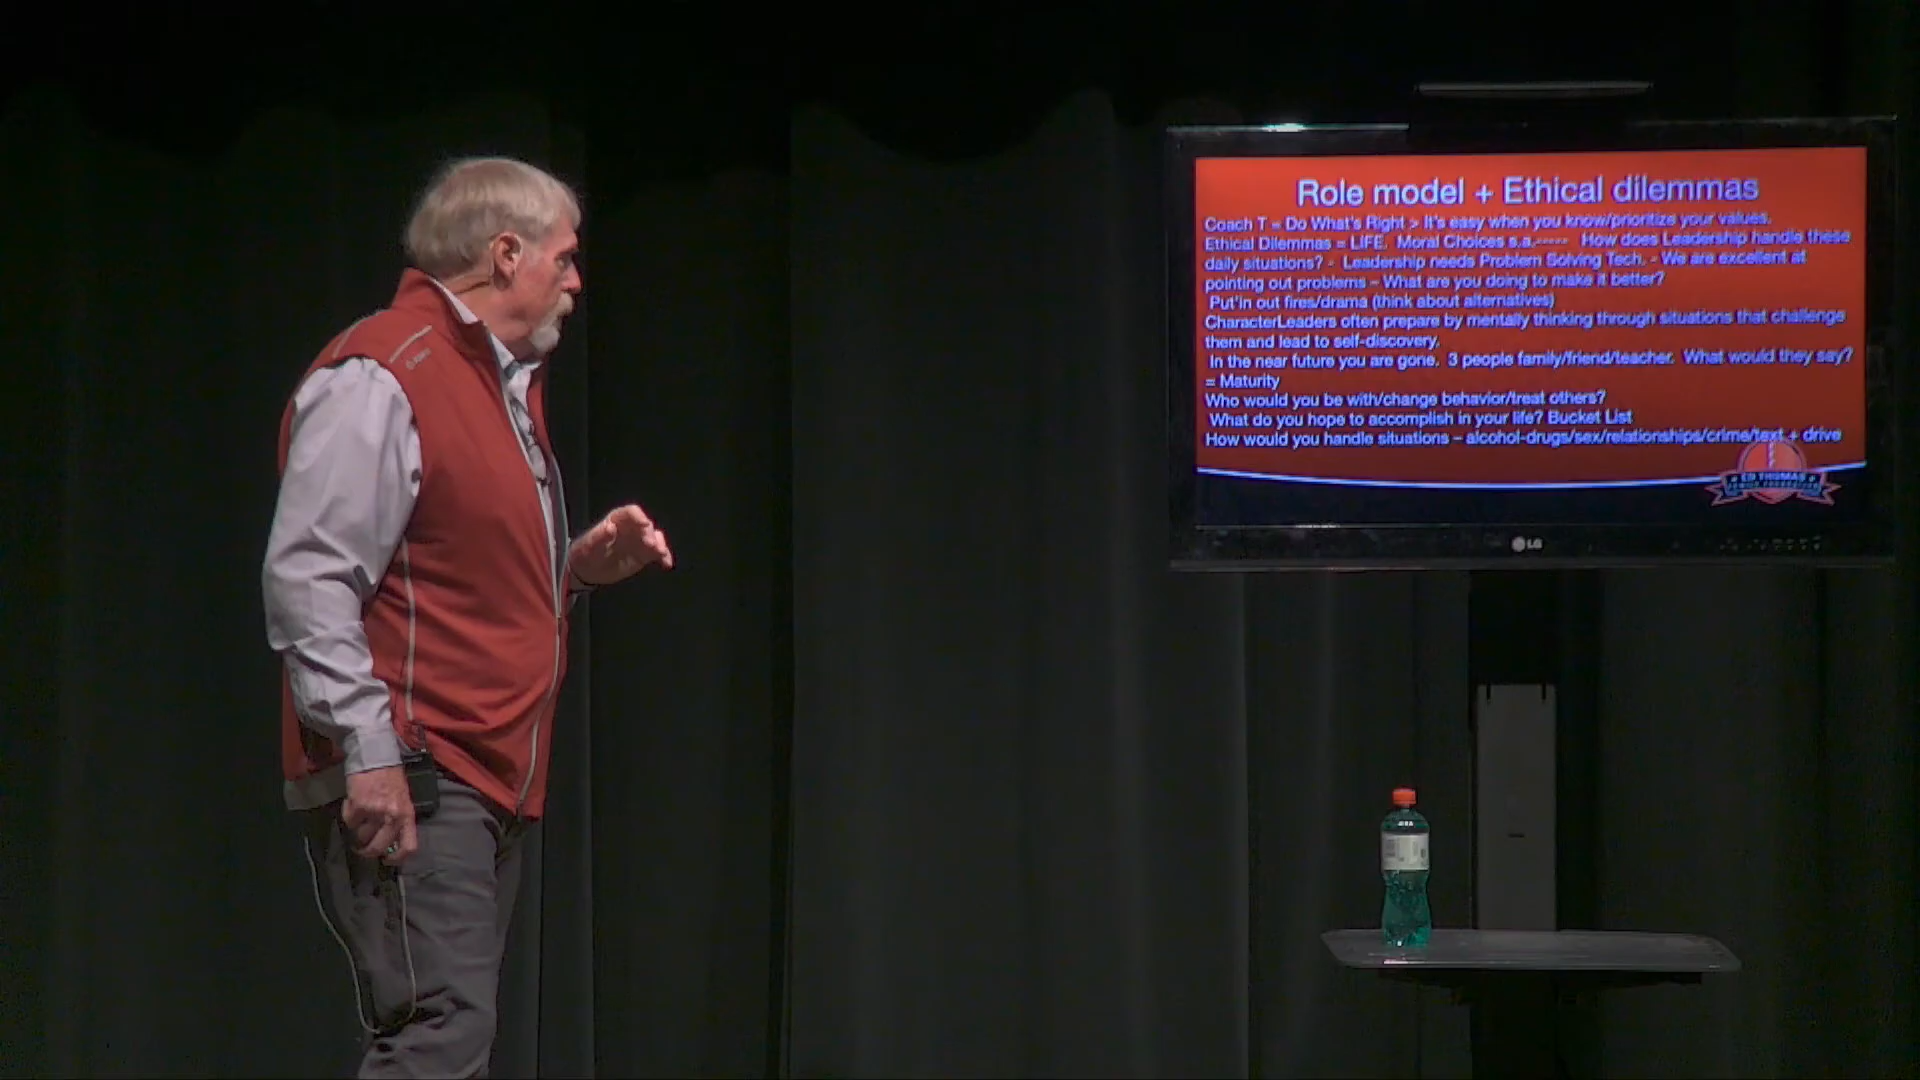 Role model + Ethical dilemmas
Coach T = Do What's Right > It's easy when you know/prioritize your values.
Ethical Dilemmas = LIFE. Moral Choices s.a.----- How does Leadership handle these
daily situations? - Leadership needs Problem Solving Tech. - We are excellent at
pointing out problems – What are you doing to make it better?
Put'in out fires/drama (think about alternatives)
CharacterLeaders often prepare by mentally thinking through situations that challenge
them and lead to self-discovery.
In the near future you are gone. 3 people family/friend/teacher. What would they say?
= Maturity
Who would you be with/change behavior/treat others?
What do you hope to accomplish in your life? Bucket List
How would you handle situations – alcohol-drugs/sex/relationships/crime/text + drive
ED THOMAS
LG